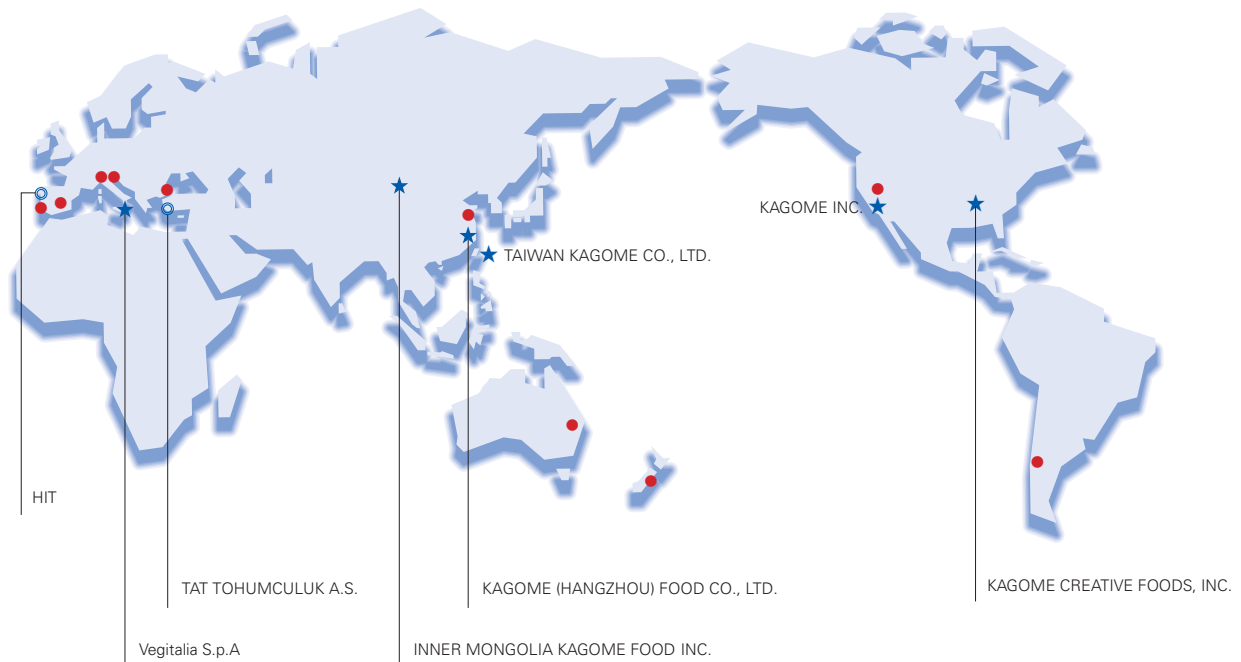 KAGOME INC.
TAIWAN KAGOME CO., LTD.
HIT
TAT TOHUMCULUK A.S.
KAGOME (HANGZHOU) FOOD CO., LTD.
KAGOME CREATIVE FOODS, INC.
Vegitalia S.p.A
INNER MONGOLIA KAGOME FOOD INC.